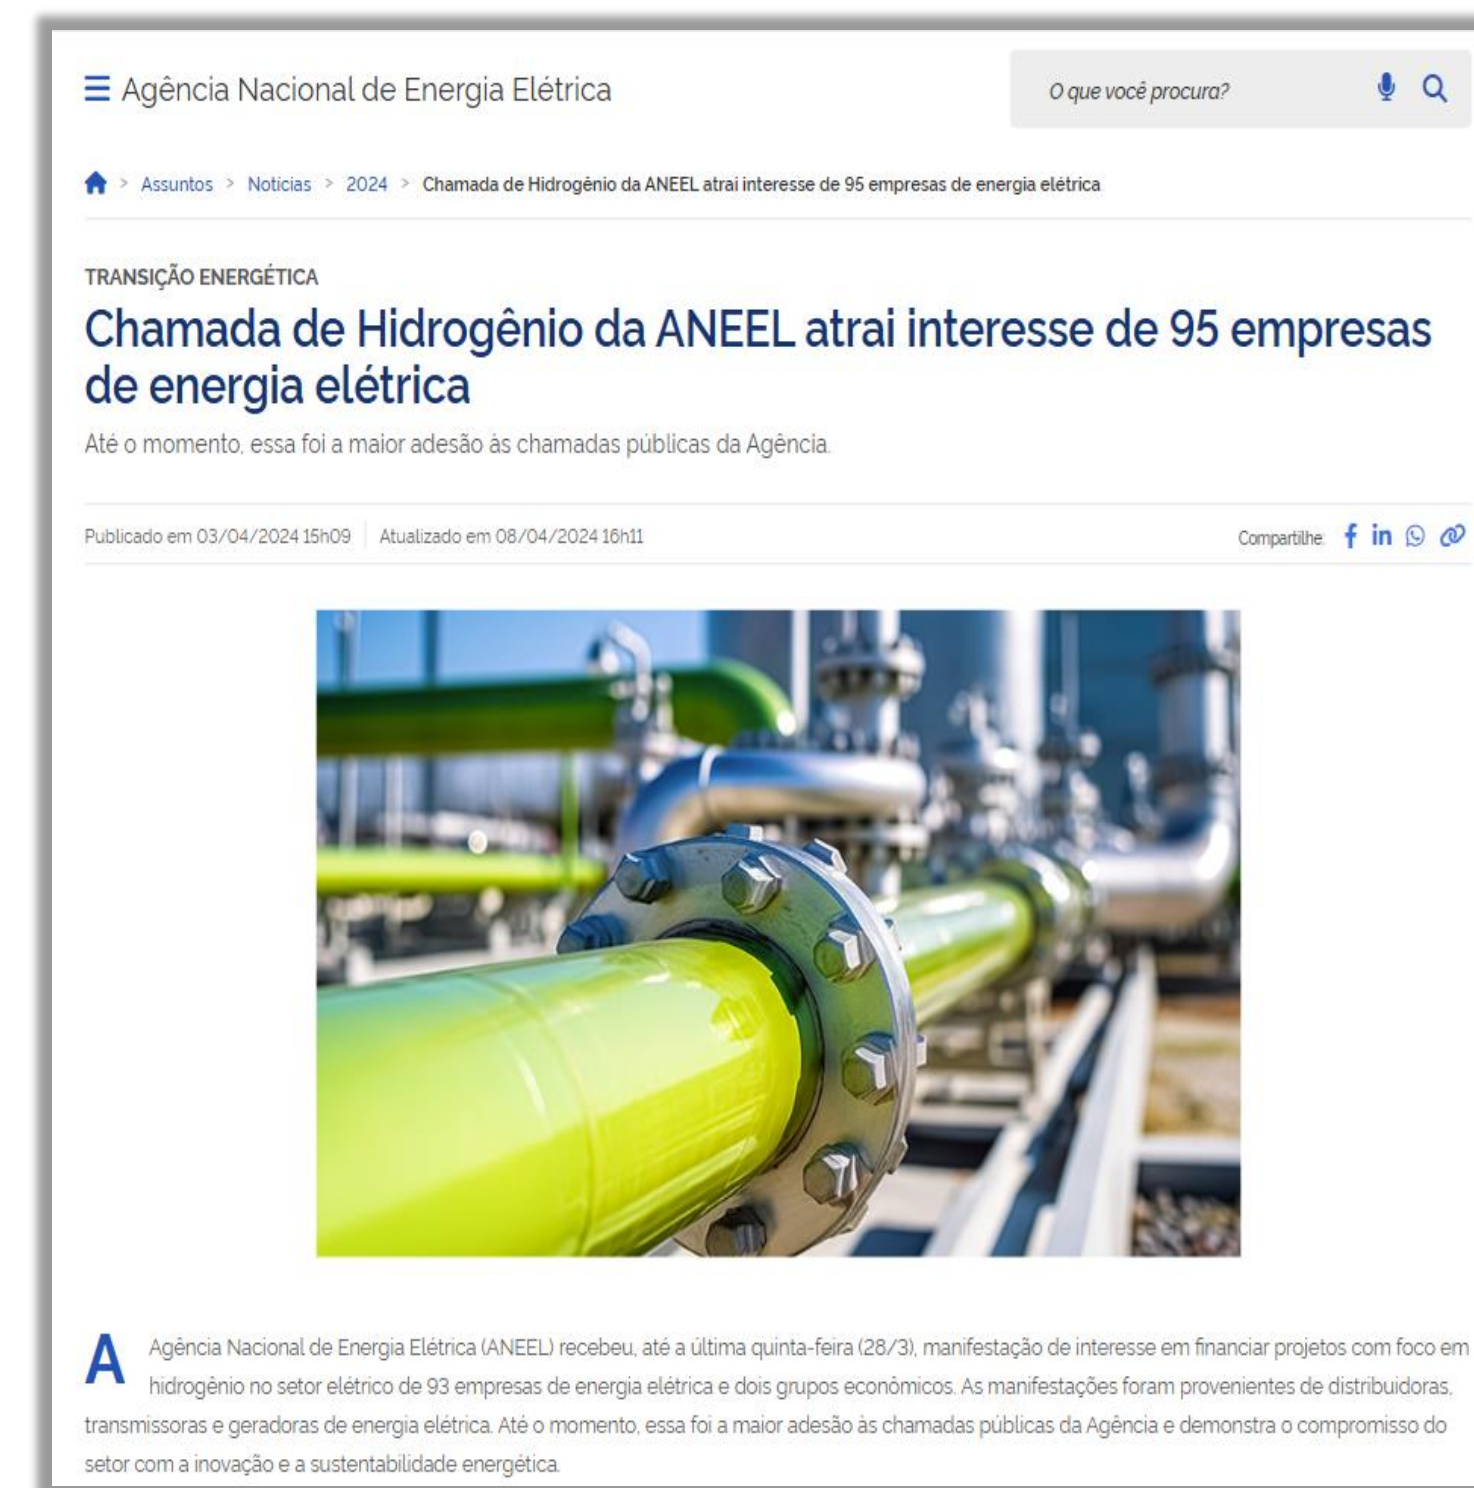 Agência Nacional de Energia Elétrica
O que você procura?
> Assuntos > Notícias > 2024 > Chamada de Hidrogênio da ANEEL atrai interesse de 95 empresas de energia elétrica
TRANSIÇÃO ENERGÉTICA
Chamada de Hidrogênio da ANEEL atrai interesse de 95 empresas
de energia elétrica
Até o momento, essa foi a maior adesão às chamadas públicas da Agência.
Publicado em 03/04/2024 15h09 Atualizado em 08/04/2024 16h11
Compartilhe:
A Agência Nacional de Energia Elétrica (ANEEL) recebeu, até a última quinta-feira (28/3), manifestação de interesse em financiar projetos com foco em
hidrogênio no setor elétrico de 93 empresas de energia elétrica e dois grupos econômicos. As manifestações foram provenientes de distribuidoras,
transmissoras e geradoras de energia elétrica. Até o momento, essa foi a maior adesão às chamadas públicas da Agência e demonstra o compromisso do
setor com a inovação e a sustentabilidade energética.